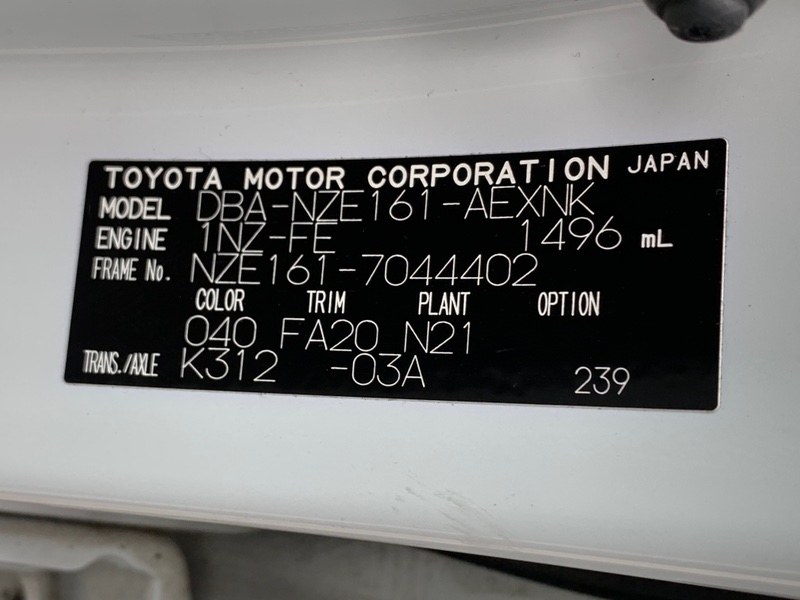 TOYOTA MOTOR CORPORATION JAPAN
MODEL DBA-NZE161-AEXNK
ENGINE 1NZ-FE 1496 mL
FRAME No. NZE161-7044402
COLOR TRIM PLANT OPTION
040 FA20 N21
TRANS./AXLE K312 -03A 239